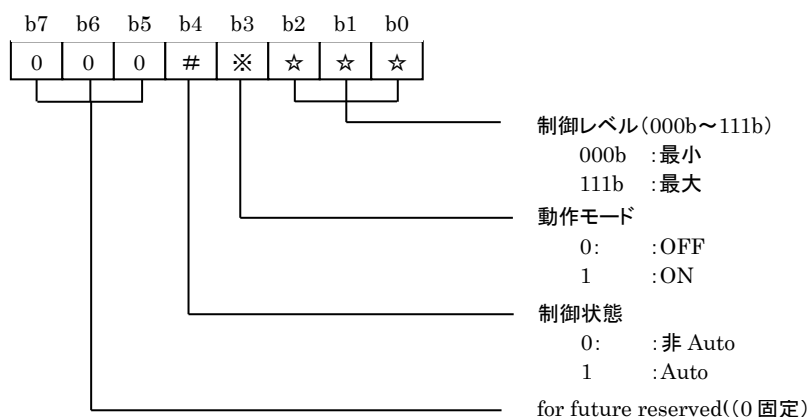 b7 b6 b5 b4 b3 b2 b1 b0
0 0 0 # ※ ☆ ☆ ☆
制御レベル(000b～111b)
000b :最小
111b :最大
動作モード
0: :OFF
1 :ON
制御状態
0: :非 Auto
1 :Auto
for future reserved((0 固定)